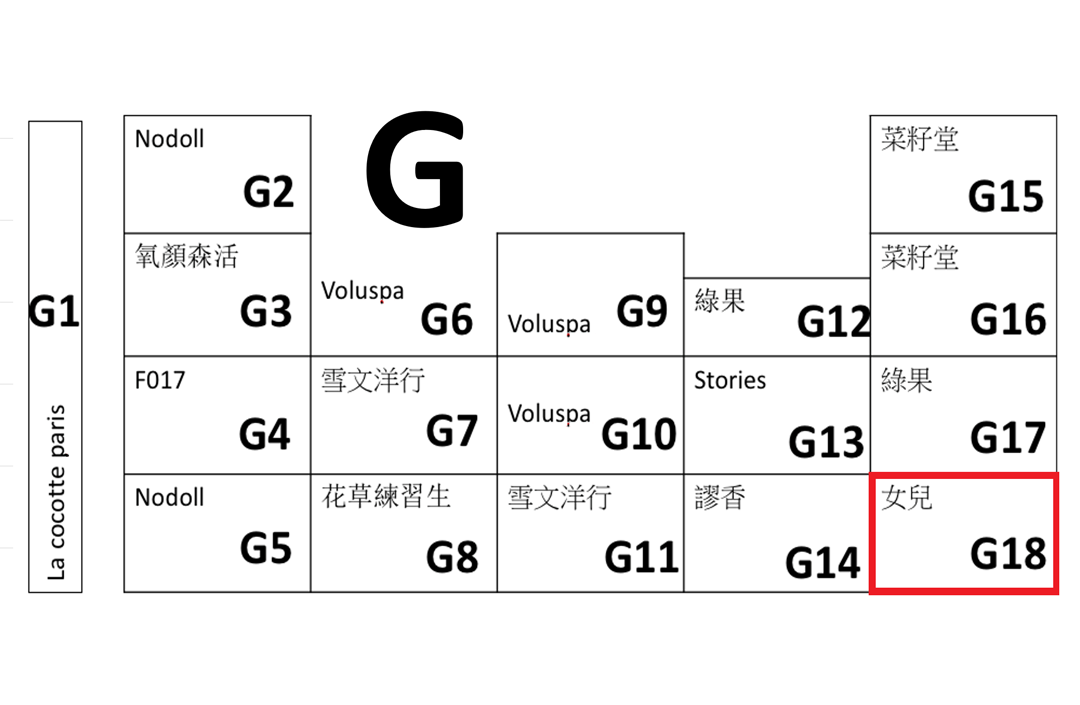 G
G1
La cocotte paris
Nodoll
G2
氧顏森活
G3
F017
G4
Nodoll
G5
Voluspa
G6
雪文洋行
G7
花草練習生
G8
Voluspa
G9
Voluspa
G10
雪文洋行
G11
綠果
G12
Stories
G13
謬香
G14
菜籽堂
G15
菜籽堂
G16
綠果
G17
女兒
G18